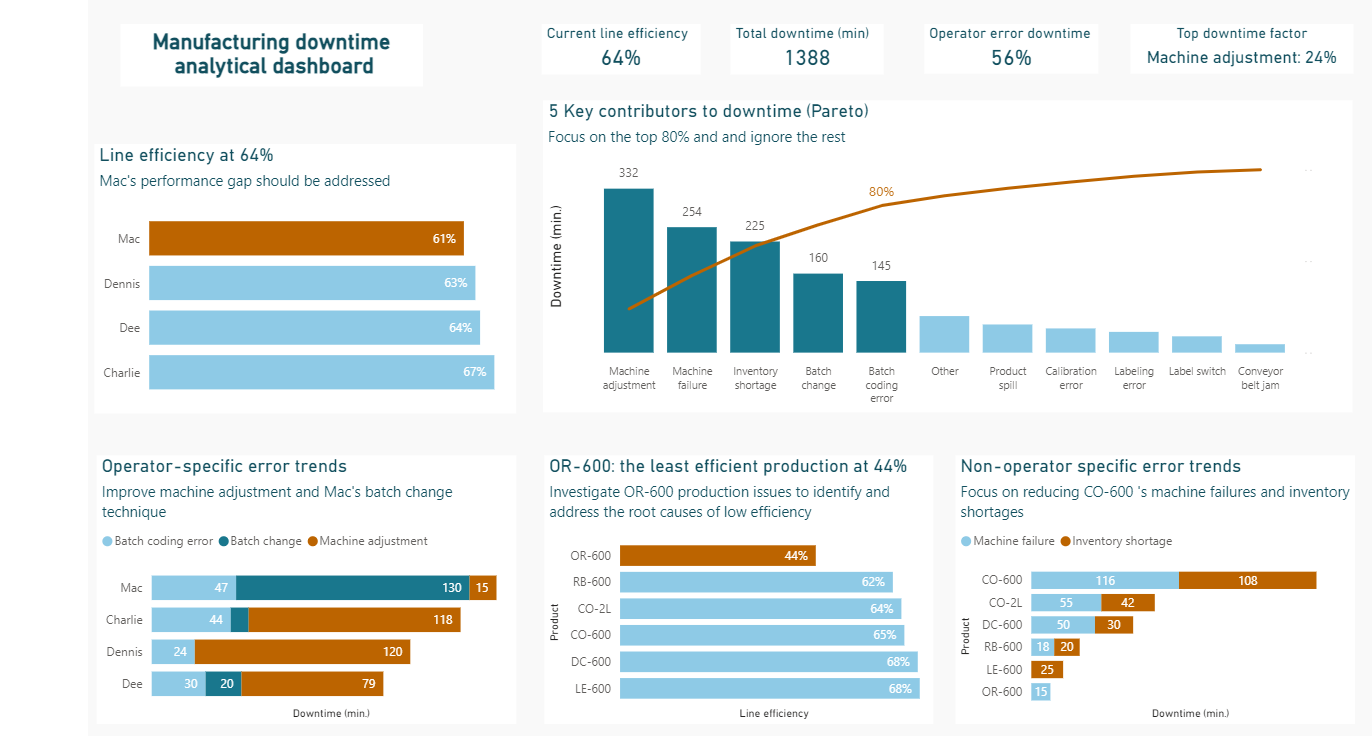 Manufacturing downtime
analytical dashboard
Current line efficiency
64%
Total downtime (min)
1388
Operator error downtime
56%
Top downtime factor
Machine adjustment: 24%
Line efficiency at 64%
Mac's performance gap should be addressed
Mac 61%
Dennis 63%
Dee 64%
Charlie 67%
5 Key contributors to downtime (Pareto)
Focus on the top 80% and and ignore the rest
Downtime (min.)
332
254
225
160
145
80%
Machine
adjustment
Machine
failure
Inventory
shortage
Batch
change
Batch
coding
error
Other
Product
spill
Calibration
error
Labeling
error
Label switch
Conveyor
belt jam
Operator-specific error trends
Improve machine adjustment and Mac's batch change
technique
Batch coding error Batch change Machine adjustment
Mac 47 130 15
Charlie 44 118
Dennis 24 120
Dee 30 20 79
Downtime (min.)
OR-600: the least efficient production at 44%
Investigate OR-600 production issues to identify and
address the root causes of low efficiency
Product
OR-600 44%
RB-600 62%
CO-2L 64%
CO-600 65%
DC-600 68%
LE-600 68%
Line efficiency
Non-operator specific error trends
Focus on reducing CO-600 's machine failures and inventory
shortages
Machine failure Inventory shortage
Product
CO-600 116 108
CO-2L 55 42
DC-600 50 30
RB-600 18 20
LE-600 25
OR-600 15
Downtime (min.)